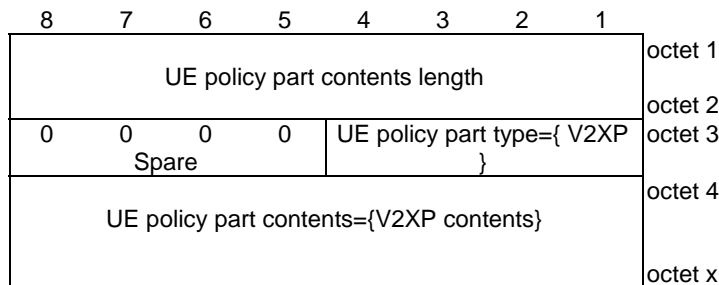 8 7 6 5 4 3 2 1
octet 1
UE policy part contents length
octet 2
0 0 0 0 UE policy part type={ V2XP octet 3
Spare }
octet 4
UE policy part contents={V2XP contents}
octet x